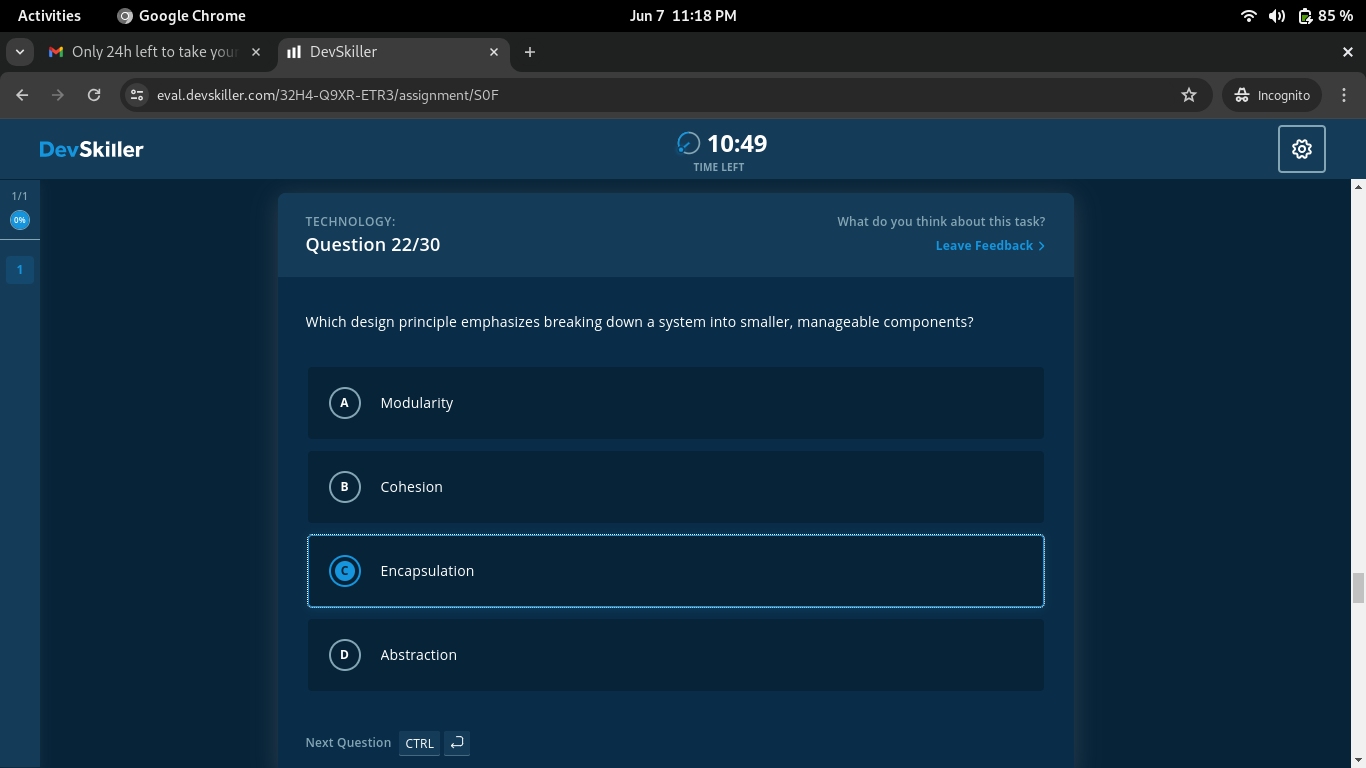 Activities
Google Chrome
Jun 7 11:18 PM
85 %
Only 24h left to take your
DevSkiller
eval.devskiller.com/32H4-Q9XR-ETR3/assignment/S0F
Incognito
DevSkiller
10:49
TIME LEFT
1/1
0%
1
TECHNOLOGY:
Question 22/30
What do you think about this task?
Leave Feedback
Which design principle emphasizes breaking down a system into smaller, manageable components?
A Modularity
B Cohesion
C Encapsulation
D Abstraction
Next Question CTRL